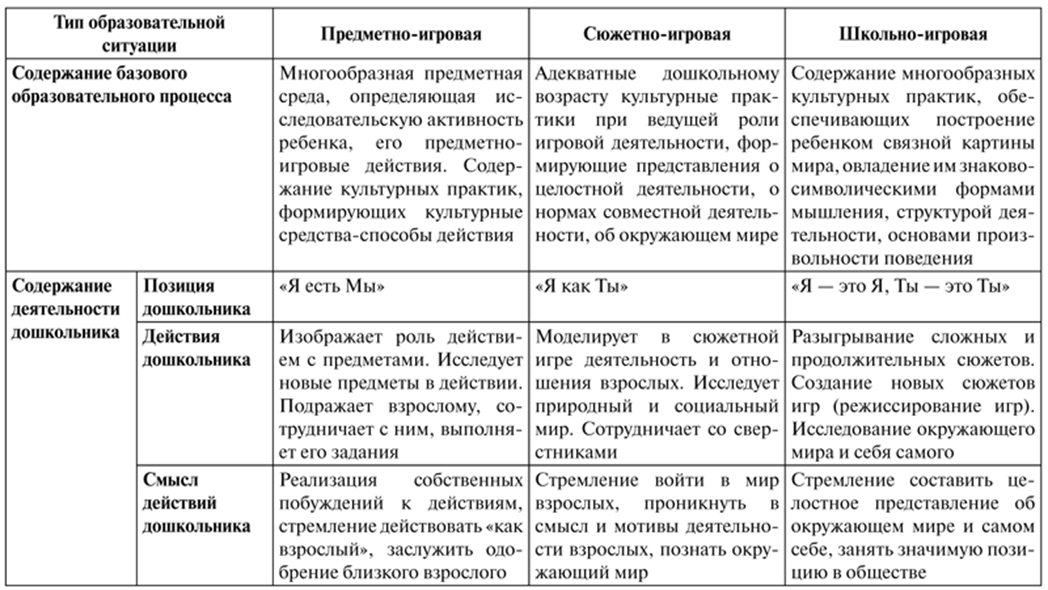 Тип образовательной
ситуации
Предметно-игровая
Сюжетно-игровая
Школьно-игровая
Содержание базового
образовательного процесса
Многообразная предметная
среда, определяющая ис-
следовательскую активность
ребенка, его предметно-
игровые действия. Содер-
жание культурных практик,
формирующих культурные
средства-способы действия
Адекватные дошкольному
возрасту культурные прак-
тики при ведущей роли
игровой деятельности, фор-
мирующие представления о
целостной деятельности, о
нормах совместной деятель-
ности, об окружающем мире
Содержание многообразных
культурных практик, обе-
спечивающих построение
ребенком связной картины
мира, овладение им знаково-
символическими формами
мышления, структурой дея-
тельности, основами произ-
вольности поведения
Содержание
деятельности
дошкольника
Позиция
дошкольника
«Я есть Мы»
«Я как Ты»
«Я — это Я, Ты — это Ты»
Действия
дошкольника
Изображает роль действи-
ем с предметами. Исследует
новые предметы в действии.
Подражает взрослому, со-
трудничает с ним, выполня-
ет его задания
Моделирует в сюжетной
игре деятельность и отно-
шения взрослых. Исследует
природный и социальный
мир. Сотрудничает со свер-
стниками
Разыгрывание сложных и
продолжительных сюжетов.
Создание новых сюжетов
игр (режиссирование игр).
Исследование окружающего
мира и себя самого
Смысл
действий
дошкольника
Реализация собственных
побуждений к действиям,
стремление действовать «как
взрослый», заслужить одо-
брение близкого взрослого
Стремление войти в мир
взрослых, проникнуть в
смысл и мотивы деятельно-
сти взрослых, познать окру-
жающий мир
Стремление составить це-
лостное представление об
окружающем мире и самом
себе, занять значимую пози-
цию в обществе